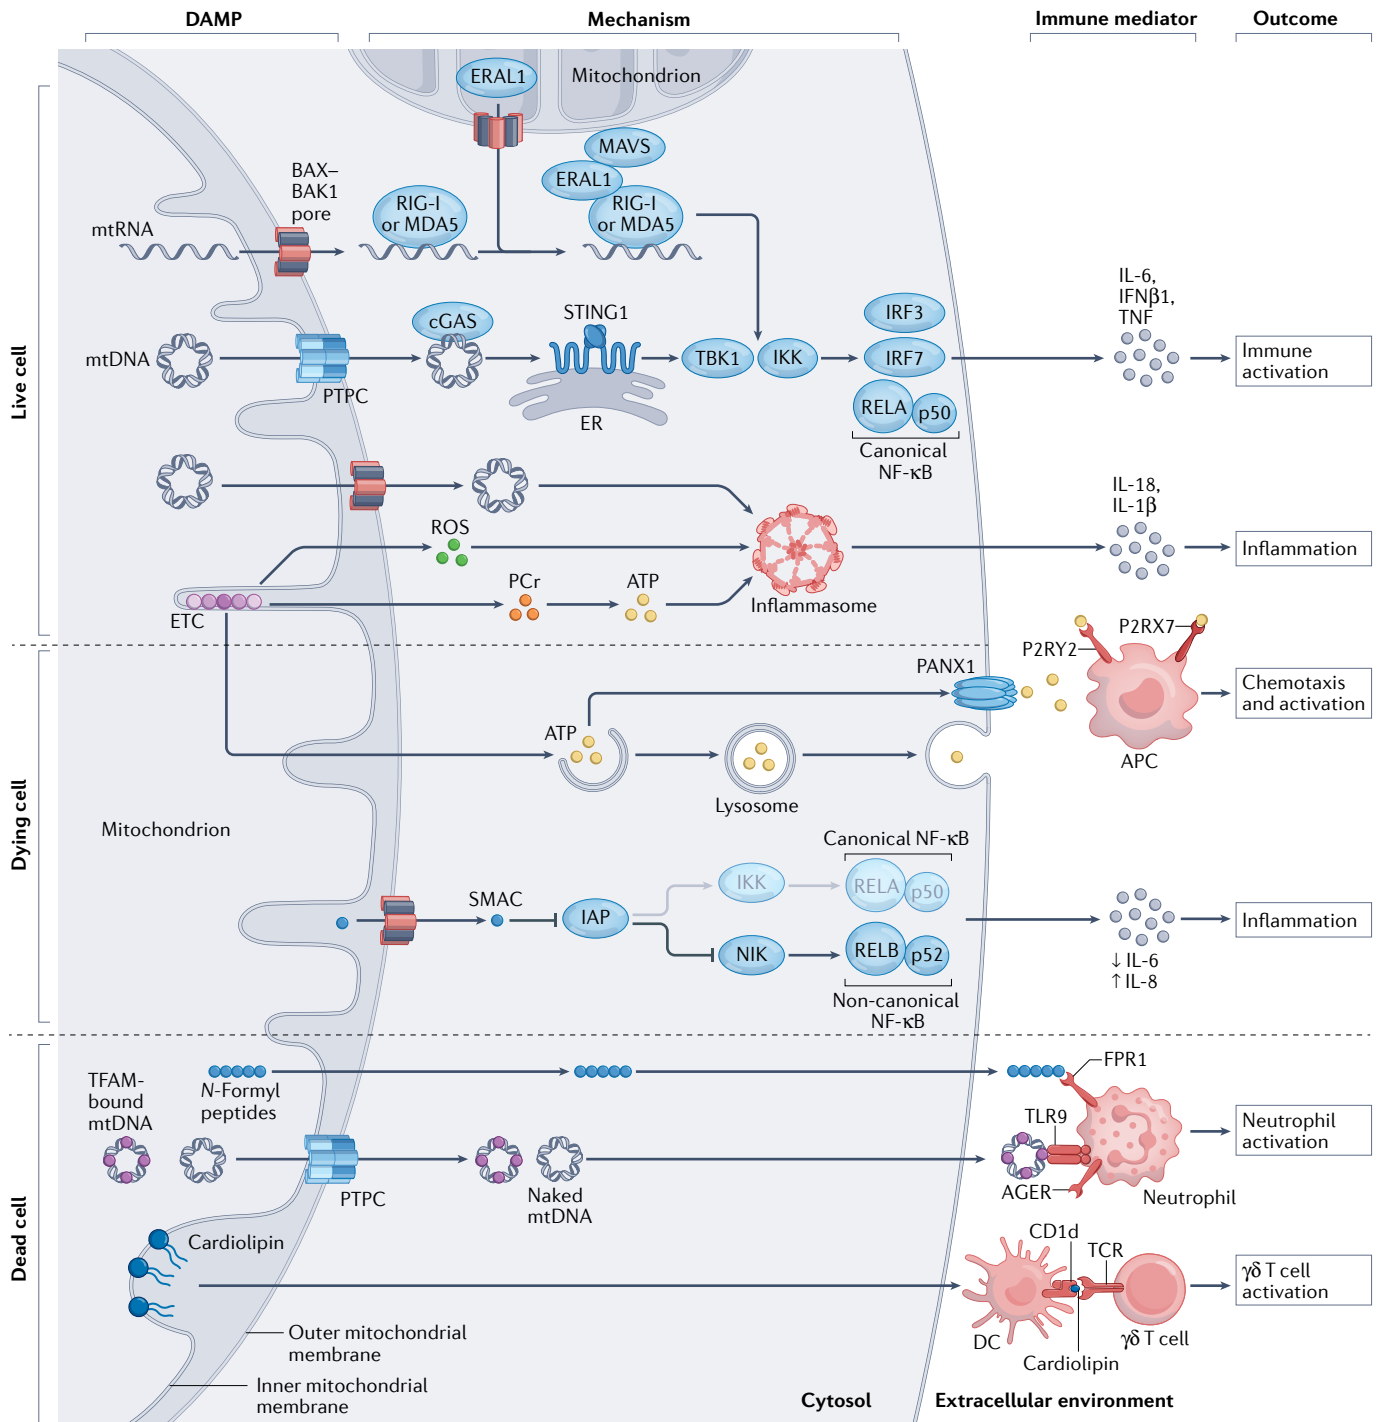 DAMP
Mechanism
Immune mediator
Outcome
Live cell
ERAL1
Mitochondrion
MAVS
ERAL1
RIG-I
or MDA5
BAX–
BAK1
pore
RIG-I
or MDA5
mtRNA
IL-6,
IFNβ1,
TNF
IRF3
cGAS
STING1
mtDNA
TBK1
IKK
IRF7
Immune
activation
PTPC
RELA
p50
ER
Canonical
NF-κB
IL-18,
IL-1β
ROS
Inflammation
PCr
ATP
Inflammasome
ETC
Dying cell
P2RX7
P2RY2
PANX1
Chemotaxis
and activation
ATP
APC
Lysosome
Mitochondrion
Canonical NF-κB
IKK
RELA
p50
SMAC
IAP
Inflammation
NIK
RELB
p52
↓ IL-6
↑ IL-8
Non-canonical
NF-κB
Dead cell
FPR1
TFAM-
bound
mtDNA
N-Formyl
peptides
TLR9
Neutrophil
activation
PTPC
Naked
mtDNA
AGER
Neutrophil
Cardiolipin
CD1d
TCR
γδ T cell
activation
DC
γδ T cell
Cardiolipin
Outer mitochondrial
membrane
Inner mitochondrial
membrane
Cytosol
Extracellular environment